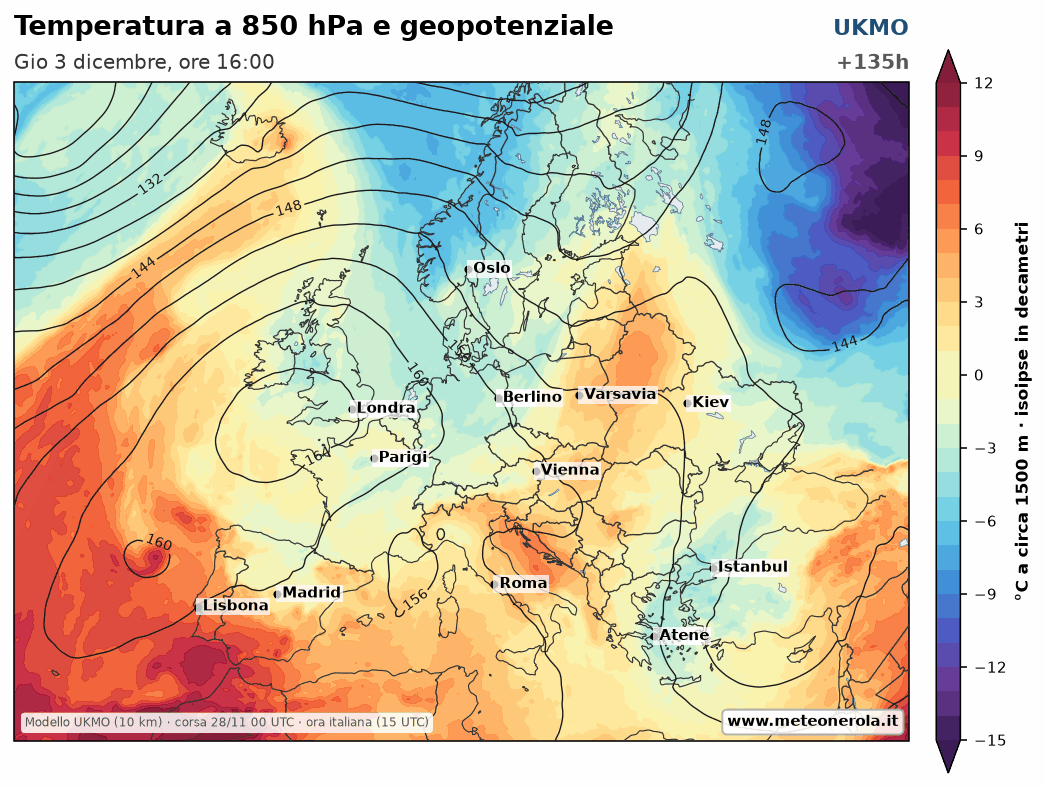 Temperatura a 850 hPa e geopotenziale
UKMO
Gio 3 dicembre, ore 16:00
+135h
12
9
6
3
0
−3
−6
−9
−12
−15
°C a circa 1500 m · isoipse in decametri
132
148
148
144
144
164
160
156
Oslo
Londra
Berlino
Varsavia
Kiev
Parigi
Vienna
Madrid
Lisbona
Roma
Istanbul
Atene
Modello UKMO (10 km) · corsa 28/11 00 UTC · ora italiana (15 UTC)
www.meteonerola.it